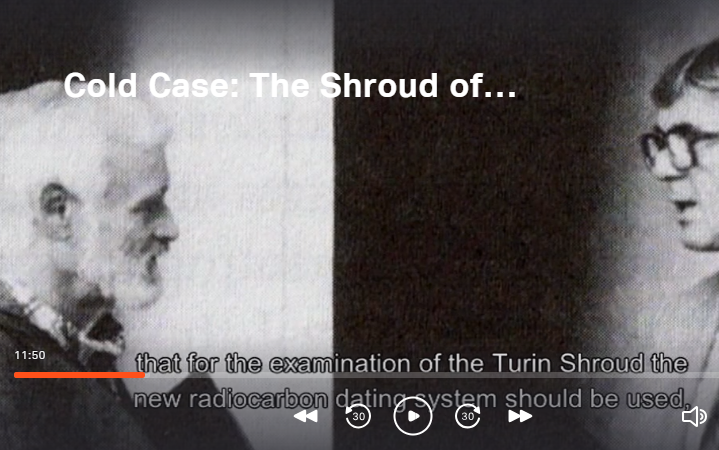 Cold Case: The Shroud of...
11:50
that for the examination of the Turin Shroud the
new radiocarbon dating system should be used,
30
30